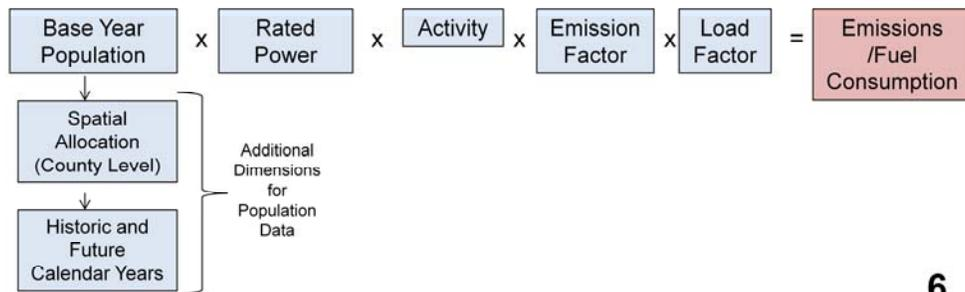 Base Year
Population
x
Rated
Power
x
Activity
x
Emission
Factor
x
Load
Factor
=
Emissions
/Fuel
Consumption
Spatial
Allocation
(County Level)
Historic and
Future
Calendar Years
Additional
Dimensions
for
Population
Data
6